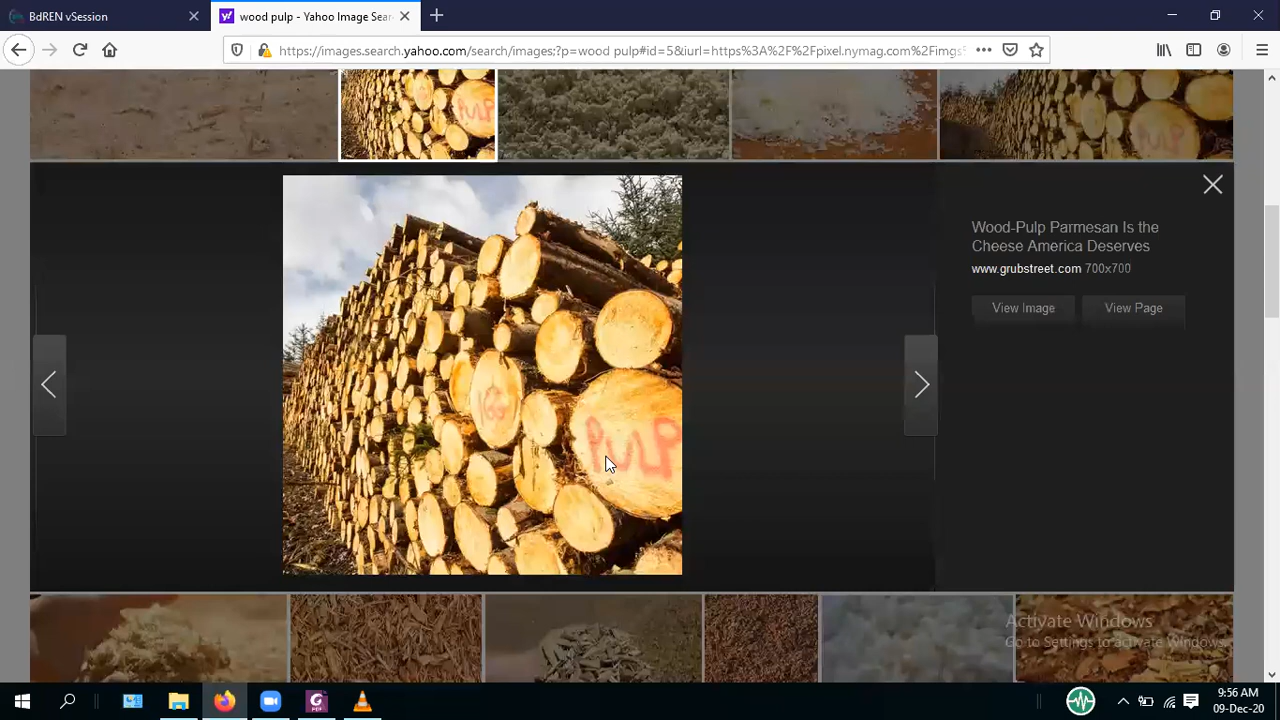 BdREN vSession
wood pulp - Yahoo Image Sear
https://images.search.yahoo.com/search/images;?p=wood pulp#id=5&iurl=https%3A%2F%2Fpixel.nymag.com%2Fimgs
PULP
PULP
Wood-Pulp Parmesan Is the
Cheese America Deserves
www.grubstreet.com 700x700
View Image View Page
PULP
Activate Windows
Go to Settings to activate Windows.
9:56 AM
09-Dec-20